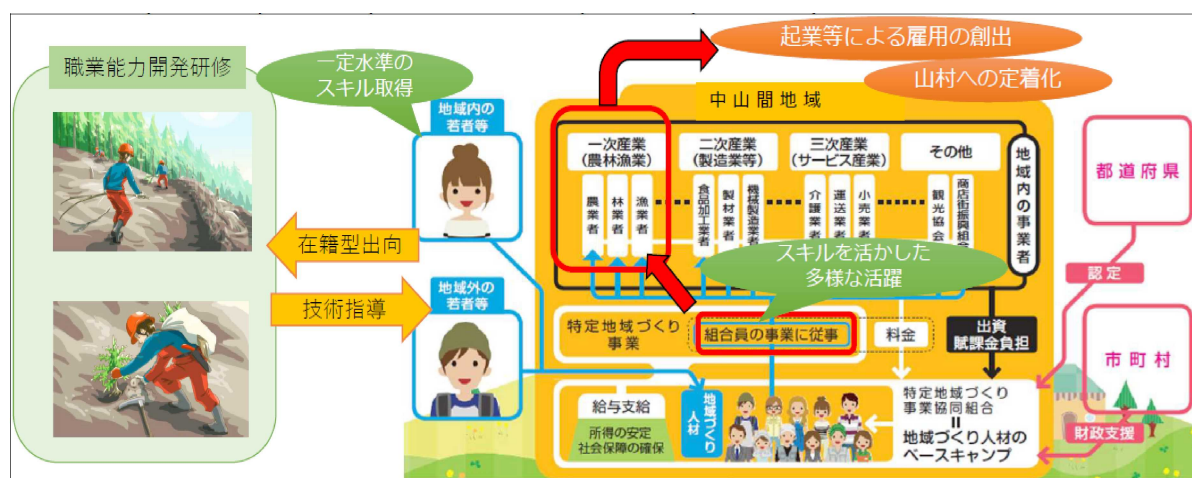 職業能力開発研修
一定水準の
スキル取得
起業等による雇用の創出
山村への定着化
中山間地域
地域内の
若者等
一次産業
(農林漁業)
二次産業
(製造業等)
三次産業
(サービス産業)
その他
農業者
林業者
漁業者
食品加工業者
製材業者
機械製造業者
介護業者
運送業者
小売業者
観光協会
商店街振興組合
地域内の事業者
都道府県
在籍型出向
技術指導
地域外の
若者等
スキルを活かした
多様な活躍
認定
特定地域づくり
事業
組合員の事業に従事
料金
出資
賦課金負担
市町村
給与支給
所得の安定
社会保障の確保
地域づくり
人材
特定地域づくり
事業協同組合
=
地域づくり人材の
ベースキャンプ
財政支援